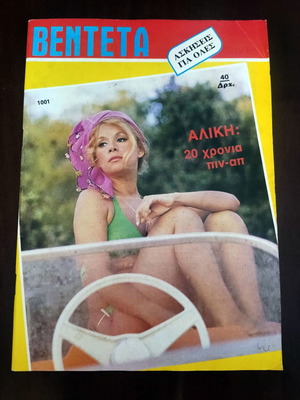 ΒΕΝΤΕΤΑ
ΑΣΚΗΣΕΙΣ
ΓΙΑ ΟΛΕΣ
40
Δρχ.
1001
ΑΛΙΚΗ:
20 χρονια
πιν-απ